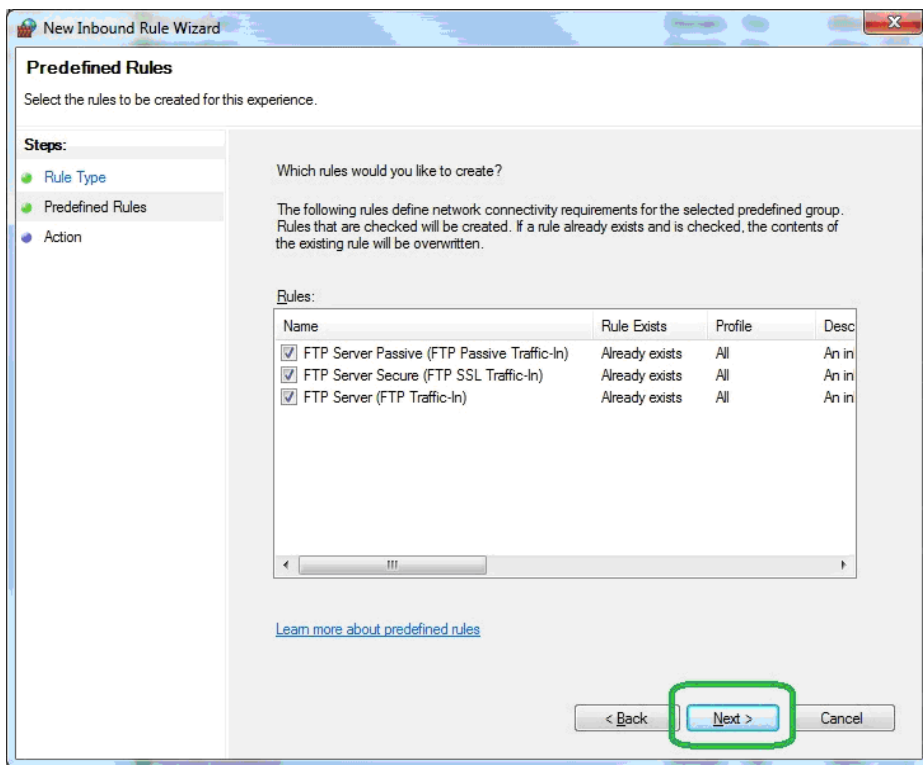 New Inbound Rule Wizard
Predefined Rules
Select the rules to be created for this experience.
Steps:
Rule Type
Predefined Rules
Action
Which rules would you like to create?
The following rules define network connectivity requirements for the selected predefined group.
Rules that are checked will be created. If a rule already exists and is checked, the contents of
the existing rule will be overwritten.
Rules:
Name Rule Exists Profile Desc
FTP Server Passive (FTP Passive Traffic-In) Already exists All An in
FTP Server Secure (FTP SSL Traffic-In) Already exists All An in
FTP Server (FTP Traffic-In) Already exists All An in
Learn more about predefined rules
< Back Next > Cancel